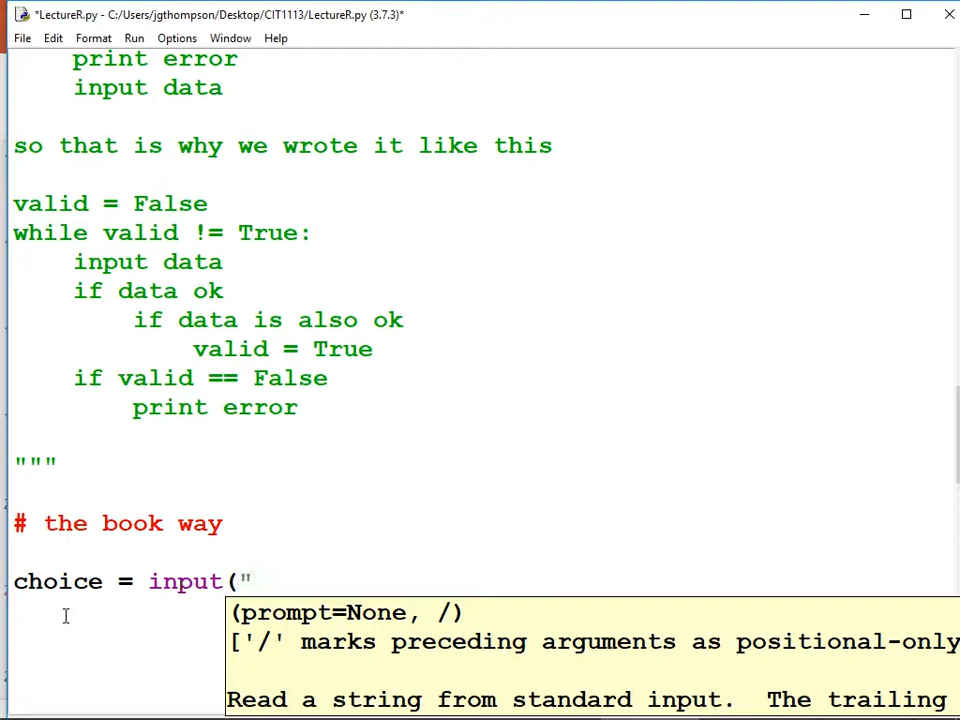 *LectureR.py - C:/Users/jgthompson/Desktop/CIT1113/LectureR.py (3.7.3)*
File Edit Format Run Options Window Help
print error
input data
so that is why we wrote it like this
valid = False
while valid != True:
input data
if data ok
if data is also ok
valid = True
if valid == False
print error
"""
# the book way
choice = input("
(prompt=None, /)
['/' marks preceding arguments as positional-only
Read a string from standard input. The trailing